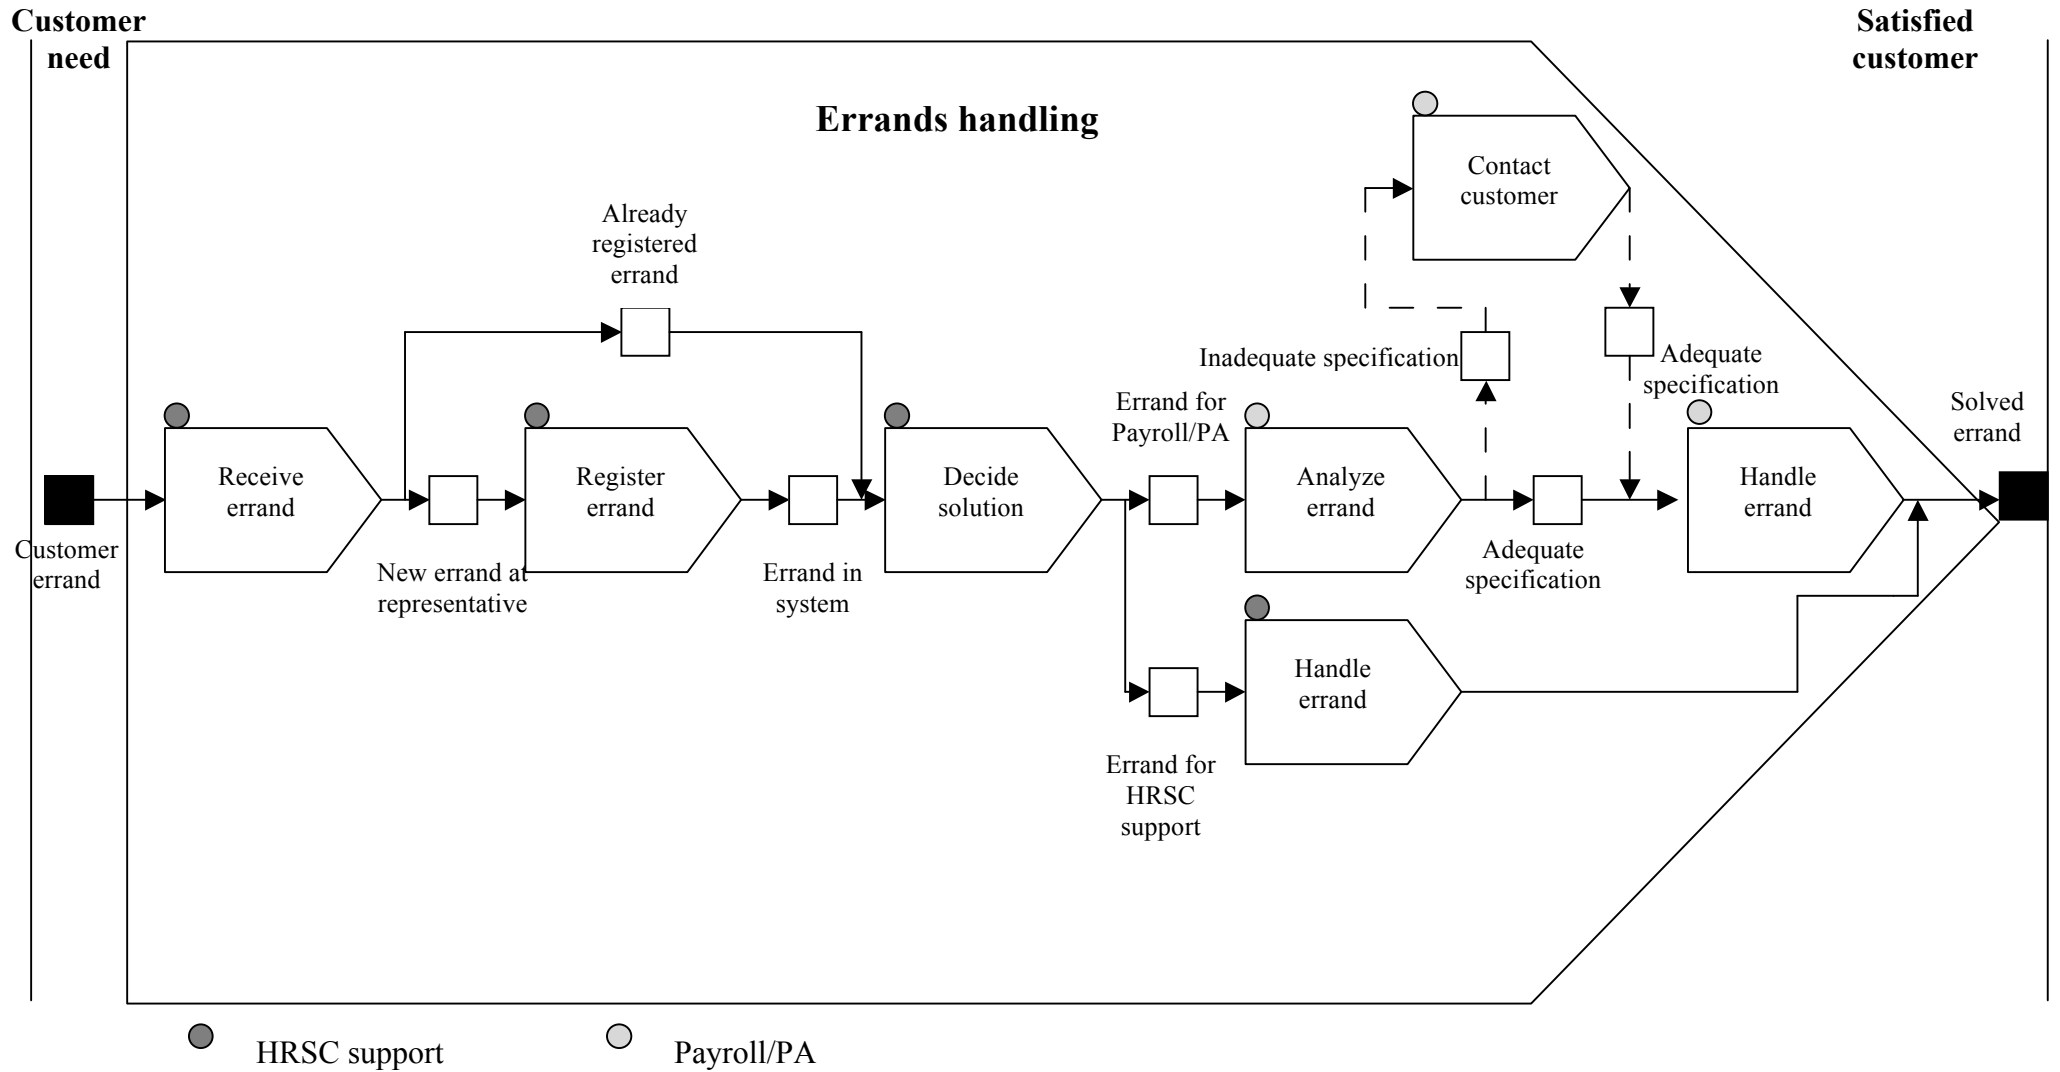 Customer
need
Satisfied
customer
Errands handling
Contact
customer
Already
registered
errand
Inadequate specification
Adequate
specification
Errand for
Payroll/PA
Solved
errand
Receive
errand
Register
errand
Decide
solution
Analyze
errand
Handle
errand
Customer
errand
New errand at
representative
Errand in
system
Adequate
specification
Handle
errand
Errand for
HRSC
support
HRSC support
Payroll/PA